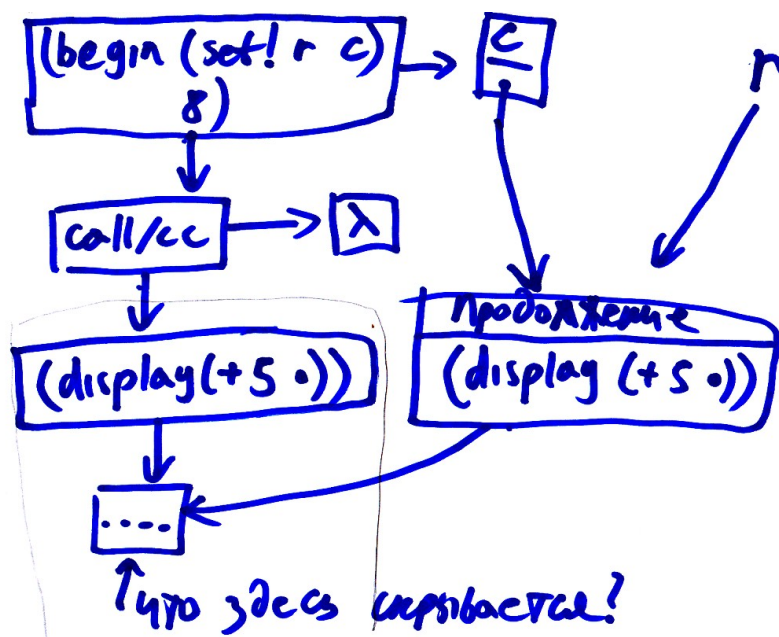 (begin (set! r c)
8)
c
r
call/cc
λ
продолжение
(display (+ 5 •))
(display (+ 5 •))
.....
что здесь скрывается?